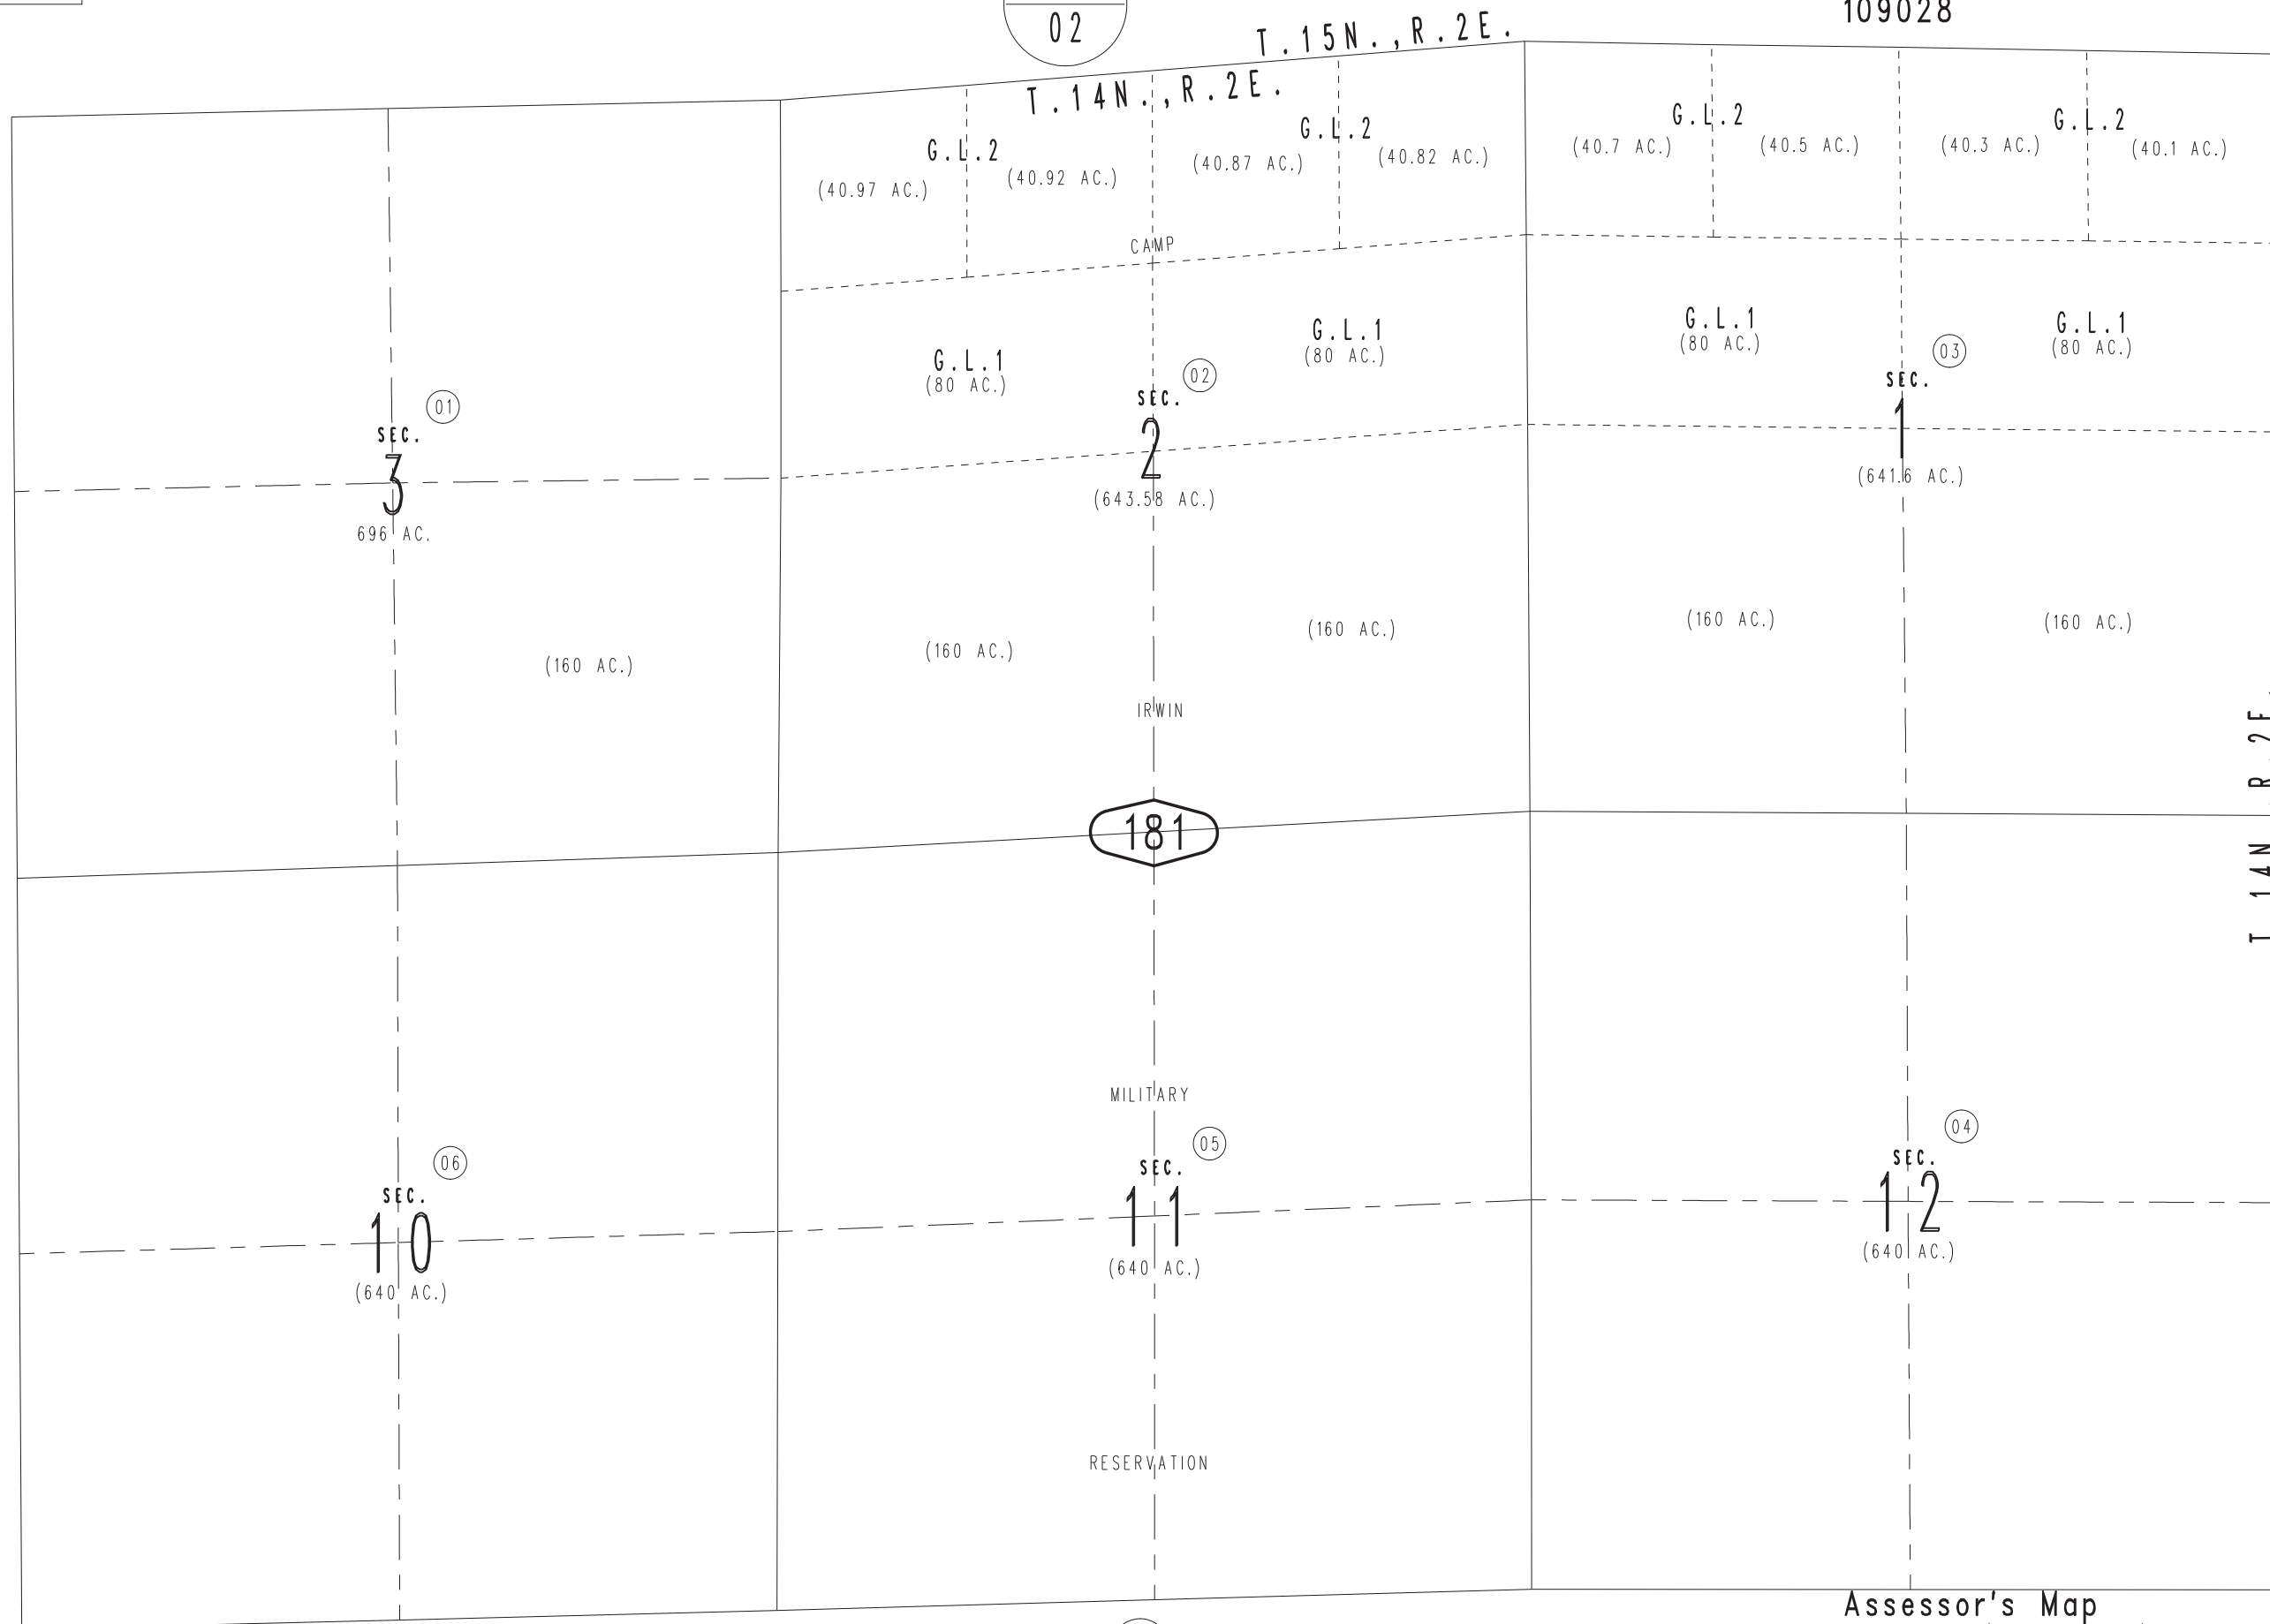 02
109028
T.15N.,R.2E.
T.14N.,R.2E.
G.L.2
G.L.2
G.L.2
G.L.2
(40.97 AC.)
(40.92 AC.)
(40.87 AC.)
(40.82 AC.)
(40.7 AC.)
(40.5 AC.)
(40.3 AC.)
(40.1 AC.)
CAMP
G.L.1
(80 AC.)
G.L.1
(80 AC.)
G.L.1
(80 AC.)
G.L.1
(80 AC.)
01
SEC.
3
696 AC.
02
SEC.
2
(643.58 AC.)
03
SEC.
1
(641.6 AC.)
(160 AC.)
(160 AC.)
(160 AC.)
(160 AC.)
(160 AC.)
IRWIN
181
T 14N R.2E.
MILITARY
06
SEC.
10
(640 AC.)
05
SEC.
11
(640 AC.)
04
SEC.
12
(640 AC.)
RESERVATION
Assessor's Map